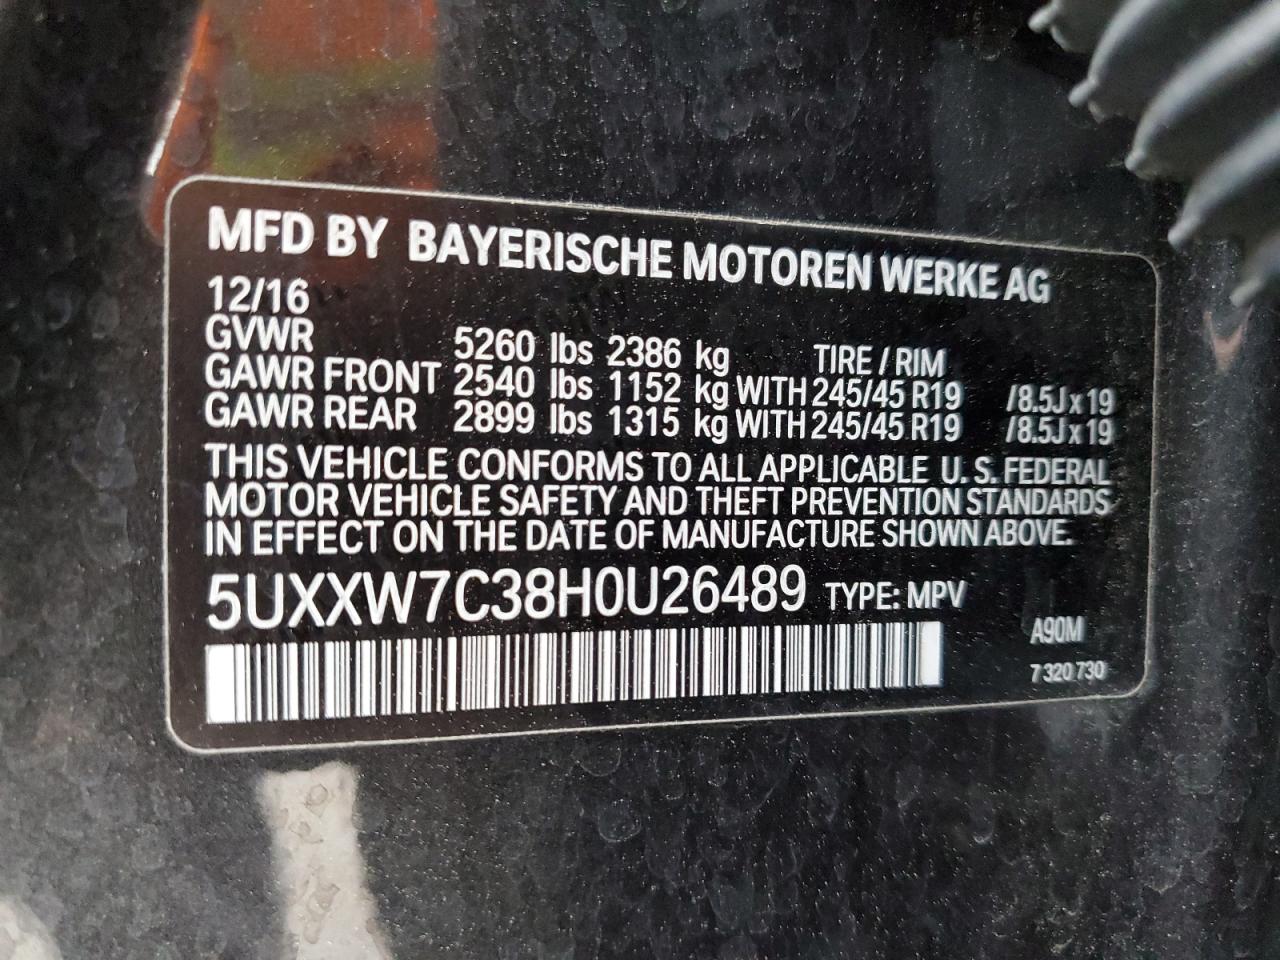 MFD BY BAYERISCHE MOTOREN WERKE AG
12/16
GVWR 5260 lbs 2386 kg TIRE / RIM
GAWR FRONT 2540 lbs 1152 kg WITH 245/45 R19 /8.5J x 19
GAWR REAR 2899 lbs 1315 kg WITH 245/45 R19 /8.5J x 19
THIS VEHICLE CONFORMS TO ALL APPLICABLE U.S. FEDERAL
MOTOR VEHICLE SAFETY AND THEFT PREVENTION STANDARDS
IN EFFECT ON THE DATE OF MANUFACTURE SHOWN ABOVE.
5UXXW7C38H0U26489 TYPE: MPV
A90M
7 320 730